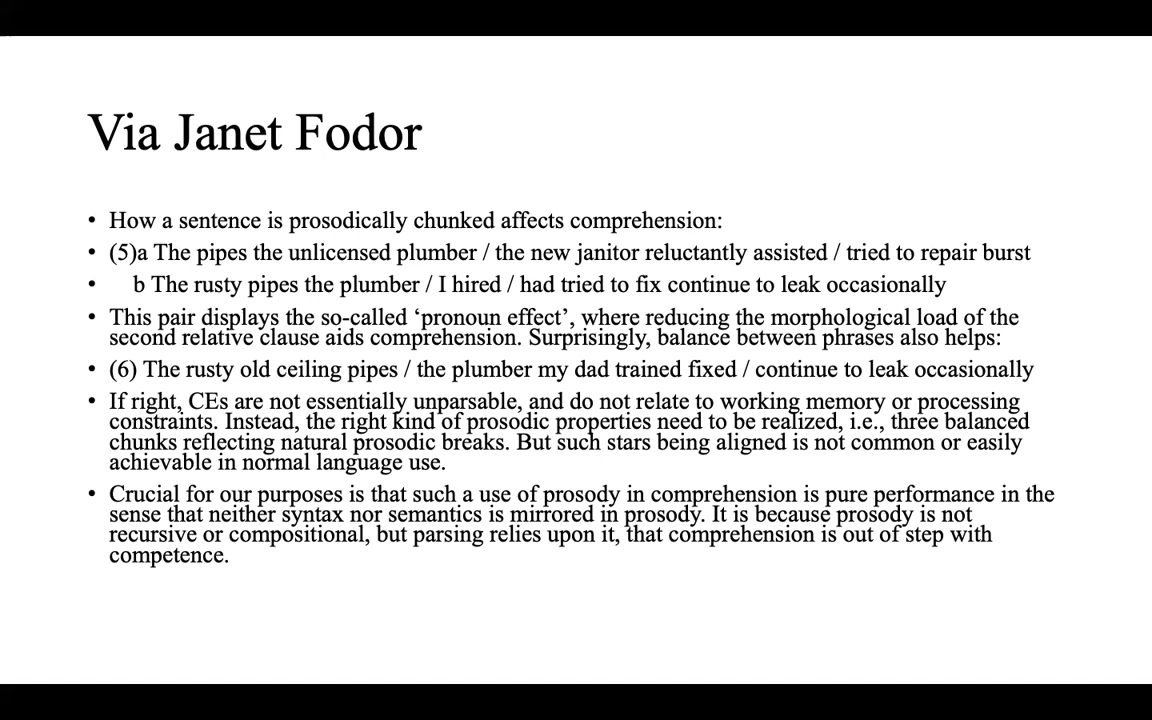 Via Janet Fodor
• How a sentence is prosodically chunked affects comprehension:
• (5)a The pipes the unlicensed plumber / the new janitor reluctantly assisted / tried to repair burst
• b The rusty pipes the plumber / I hired / had tried to fix continue to leak occasionally
• This pair displays the so-called ‘pronoun effect’, where reducing the morphological load of the
second relative clause aids comprehension. Surprisingly, balance between phrases also helps:
• (6) The rusty old ceiling pipes / the plumber my dad trained fixed / continue to leak occasionally
• If right, CEs are not essentially unparsable, and do not relate to working memory or processing
constraints. Instead, the right kind of prosodic properties need to be realized, i.e., three balanced
chunks reflecting natural prosodic breaks. But such stars being aligned is not common or easily
achievable in normal language use.
• Crucial for our purposes is that such a use of prosody in comprehension is pure performance in the
sense that neither syntax nor semantics is mirrored in prosody. It is because prosody is not
recursive or compositional, but parsing relies upon it, that comprehension is out of step with
competence.